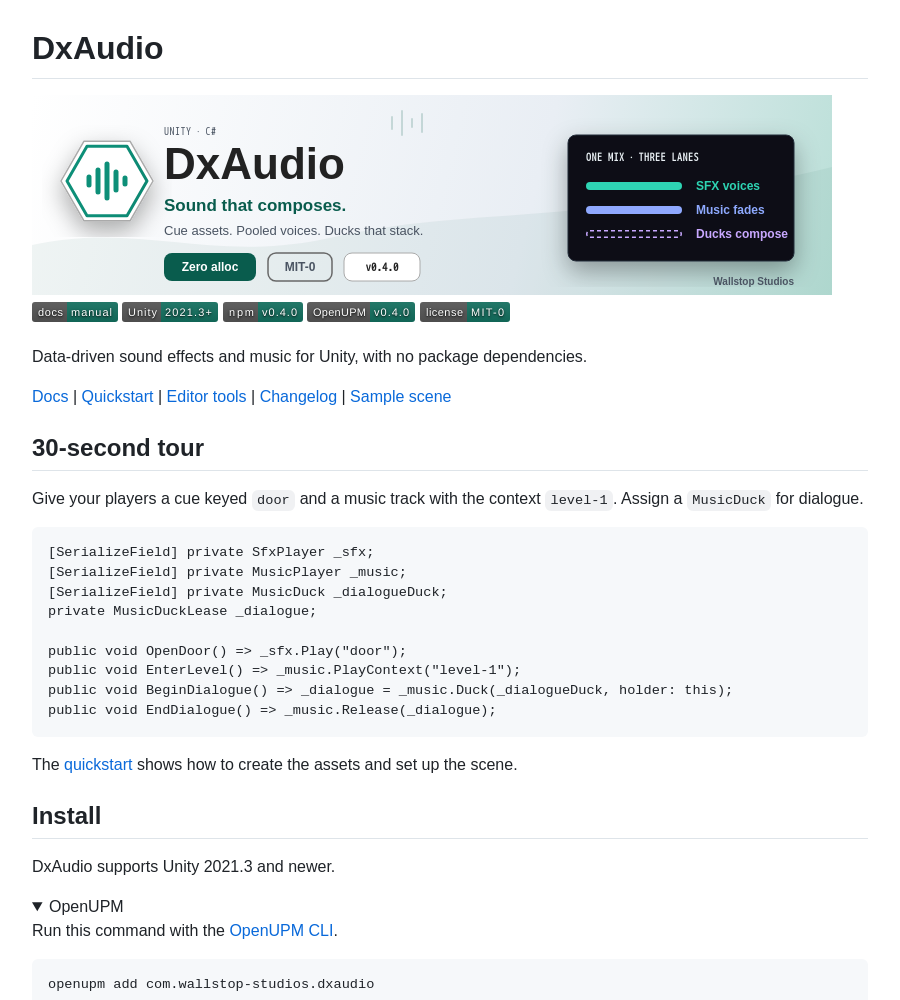 DxAudio
UNITY · C#
DxAudio
Sound that composes.
Cue assets. Pooled voices. Ducks that stack.
Zero alloc MIT-0 v0.4.0
ONE MIX · THREE LANES
SFX voices
Music fades
Ducks compose
Wallstop Studios
docs manual Unity 2021.3+ npm v0.4.0 OpenUPM v0.4.0 license MIT-0
Data-driven sound effects and music for Unity, with no package dependencies.
Docs | Quickstart | Editor tools | Changelog | Sample scene
30-second tour
Give your players a cue keyed door and a music track with the context level-1. Assign a MusicDuck for dialogue.
[SerializeField] private SfxPlayer _sfx;
[SerializeField] private MusicPlayer _music;
[SerializeField] private MusicDuck _dialogueDuck;
private MusicDuckLease _dialogue;
public void OpenDoor() => _sfx.Play("door");
public void EnterLevel() => _music.PlayContext("level-1");
public void BeginDialogue() => _dialogue = _music.Duck(_dialogueDuck, holder: this);
public void EndDialogue() => _music.Release(_dialogue);
The quickstart shows how to create the assets and set up the scene.
Install
DxAudio supports Unity 2021.3 and newer.
▼ OpenUPM
Run this command with the OpenUPM CLI.
openupm add com.wallstop-studios.dxaudio